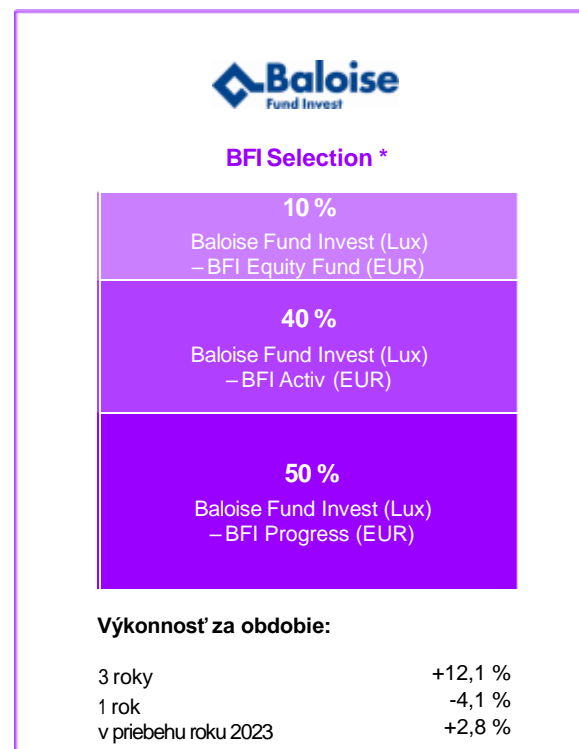 Baloise
Fund Invest
BFI Selection *
10 %
Baloise Fund Invest (Lux)
– BFI Equity Fund (EUR)
40 %
Baloise Fund Invest (Lux)
– BFI Activ (EUR)
50 %
Baloise Fund Invest (Lux)
– BFI Progress (EUR)
Výkonnosť za obdobie:
3 roky +12,1 %
1 rok -4,1 %
v priebehu roku 2023 +2,8 %